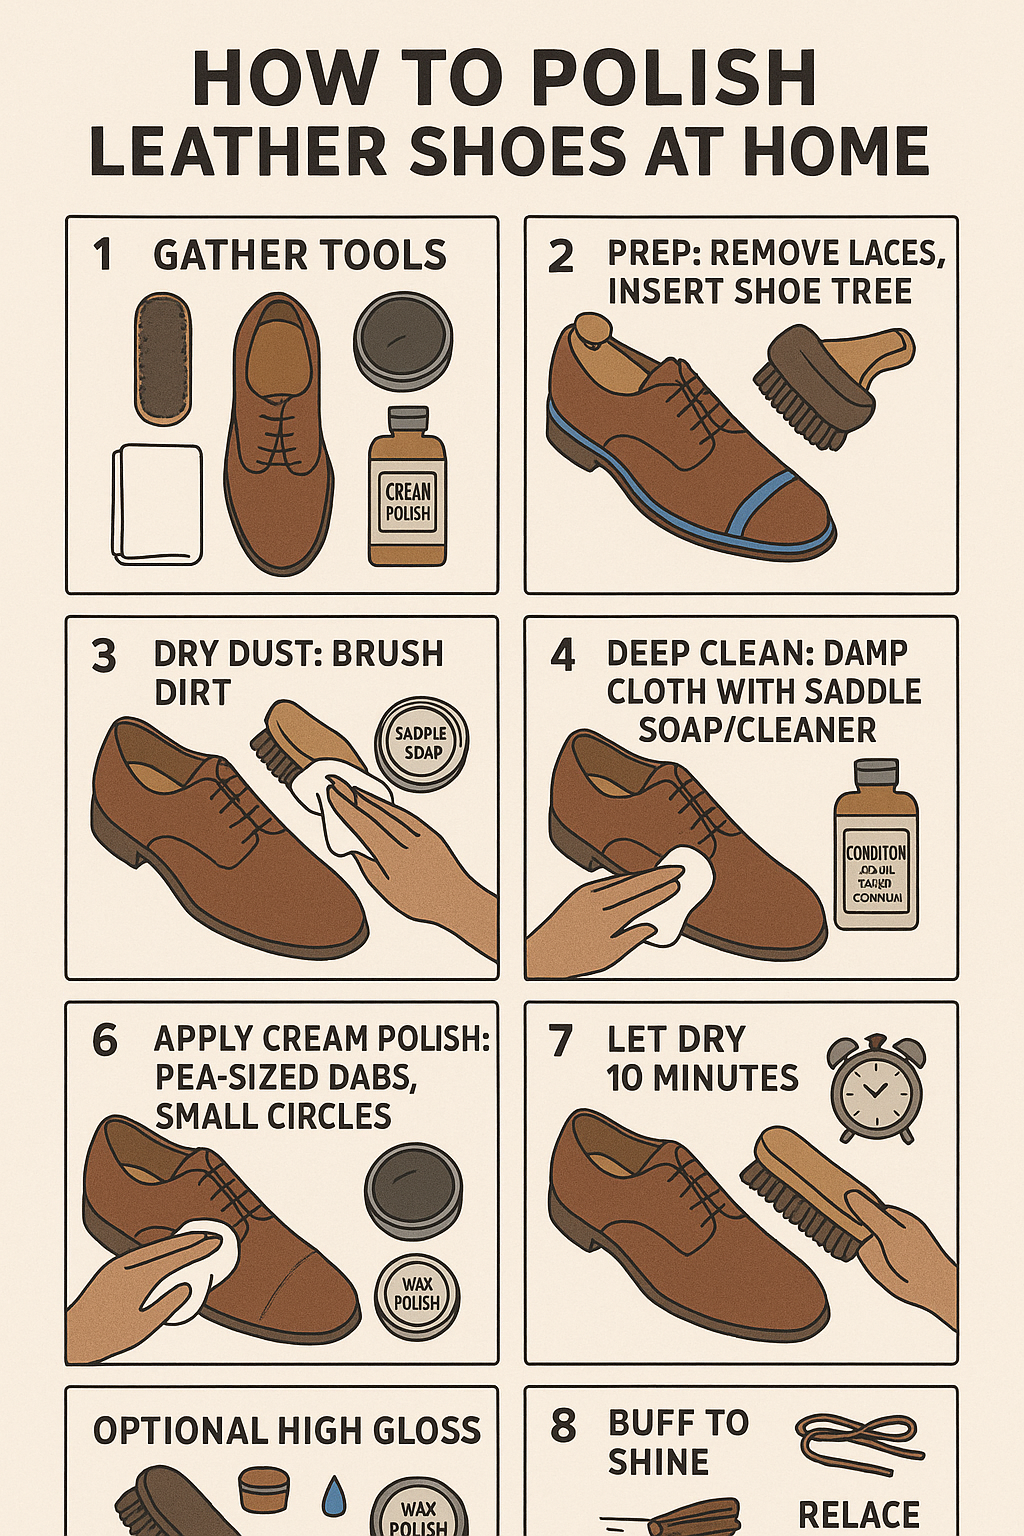 HOW TO POLISH
LEATHER SHOES AT HOME
1 GATHER TOOLS
CREAN
POLISH
2 PREP: REMOVE LACES,
INSERT SHOE TREE
3 DRY DUST: BRUSH
DIRT
SADPLE
SDAP
4 DEEP CLEAN: DAMP
CLOTH WITH SADDLE
SOAP/CLEANER
CONDITON
CONNUAI
6 APPLY CREAM POLISH:
PEA-SIZED DABS,
SMALL CIRCLES
WAX
POLISH
7 LET DRY
10 MINUTES
OPTIONAL HIGH GLOSS
WAX
POLISH
8 BUFF TO
SHINE
RELACE